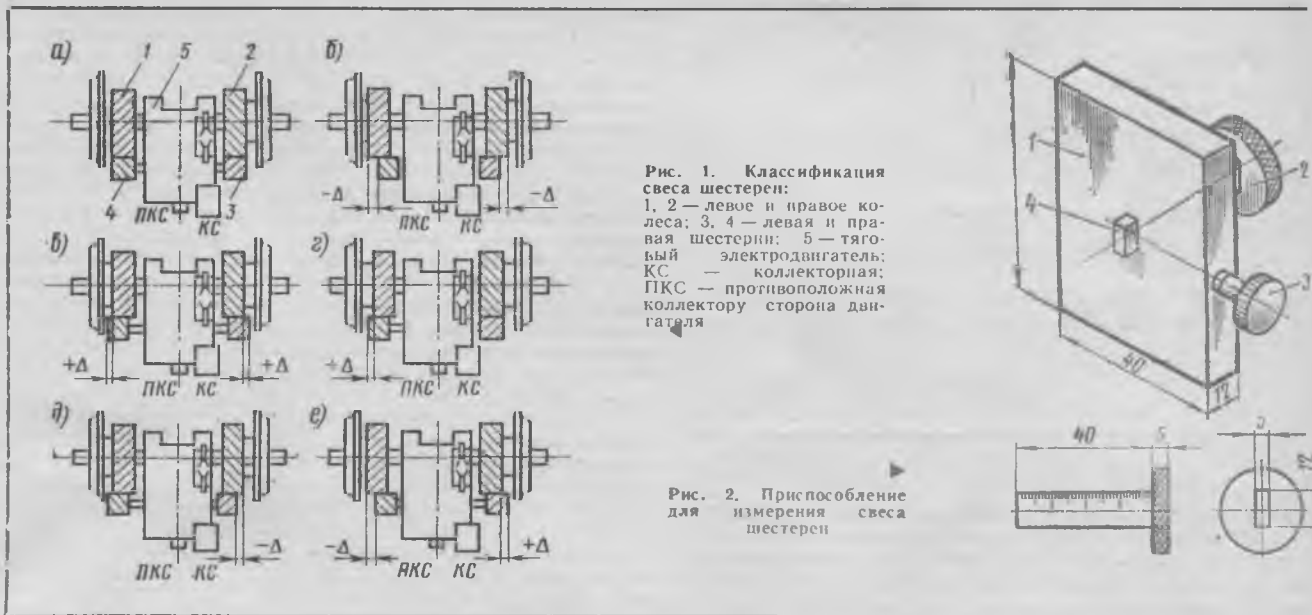 а) 1 5 2
б)
4 3
ПКС КС
-Δ ПКС КС -Δ
в)
г)
+Δ ПКС КС +Δ
+Δ ПКС КС
д)
е)
ПКС КС -Δ
-Δ ПКС КС +Δ
Рис. 1. Классификация
свеса шестерен:
1, 2 — левое и правое ко-
леса; 3, 4 — левая и пра-
вая шестерни; 5 — тяго-
вый электродвигатель;
КС — коллекторная;
ПКС — противоположная
коллектору сторона дви-
гателя
1
2
4
3
40
12
Рис. 2. Приспособление
для измерения свеса
шестерен
40 5
12